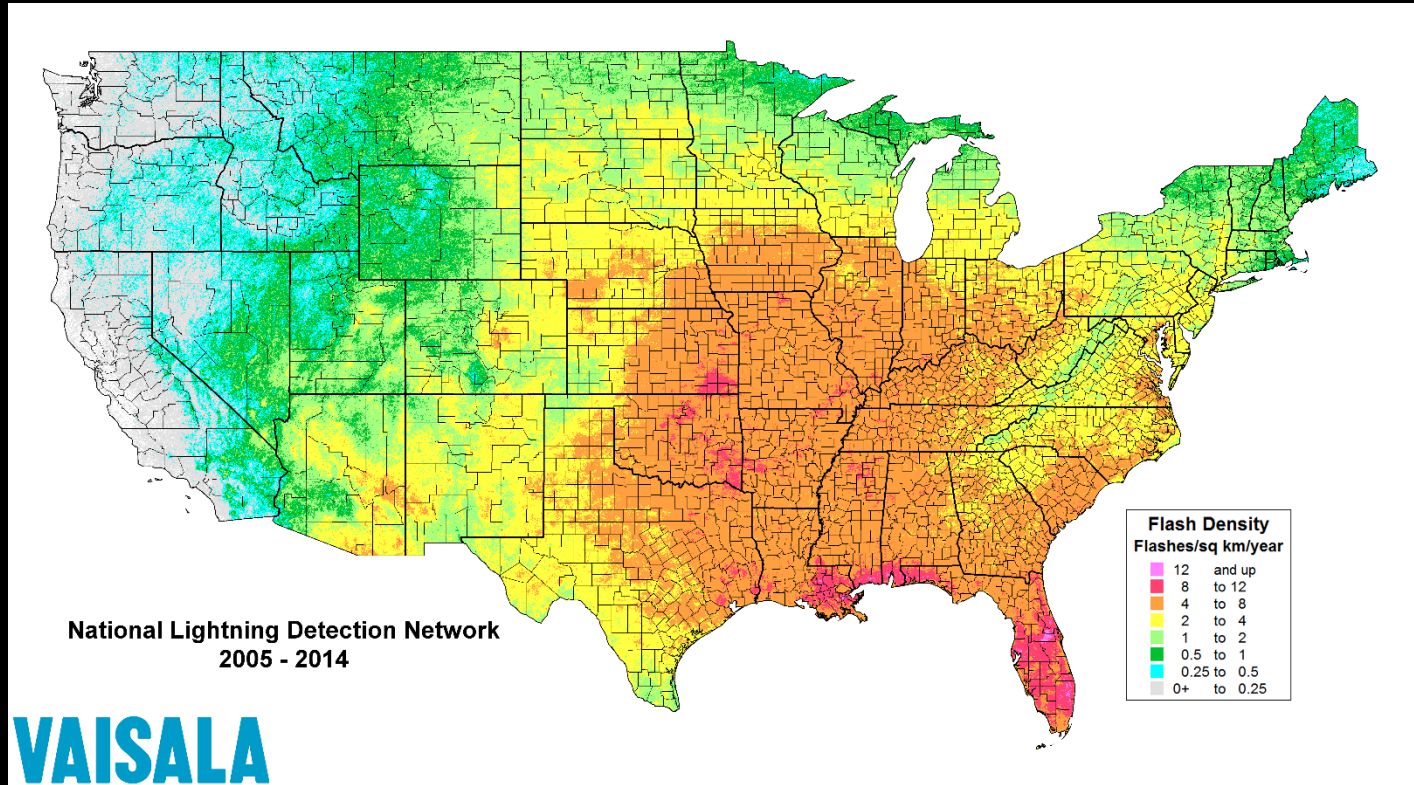 National Lightning Detection Network
2005 - 2014
VAISALA
Flash Density
Flashes/sq km/year
12 and up
8 to 12
4 to 8
2 to 4
1 to 2
0.5 to 1
0.25 to 0.5
0+ to 0.25